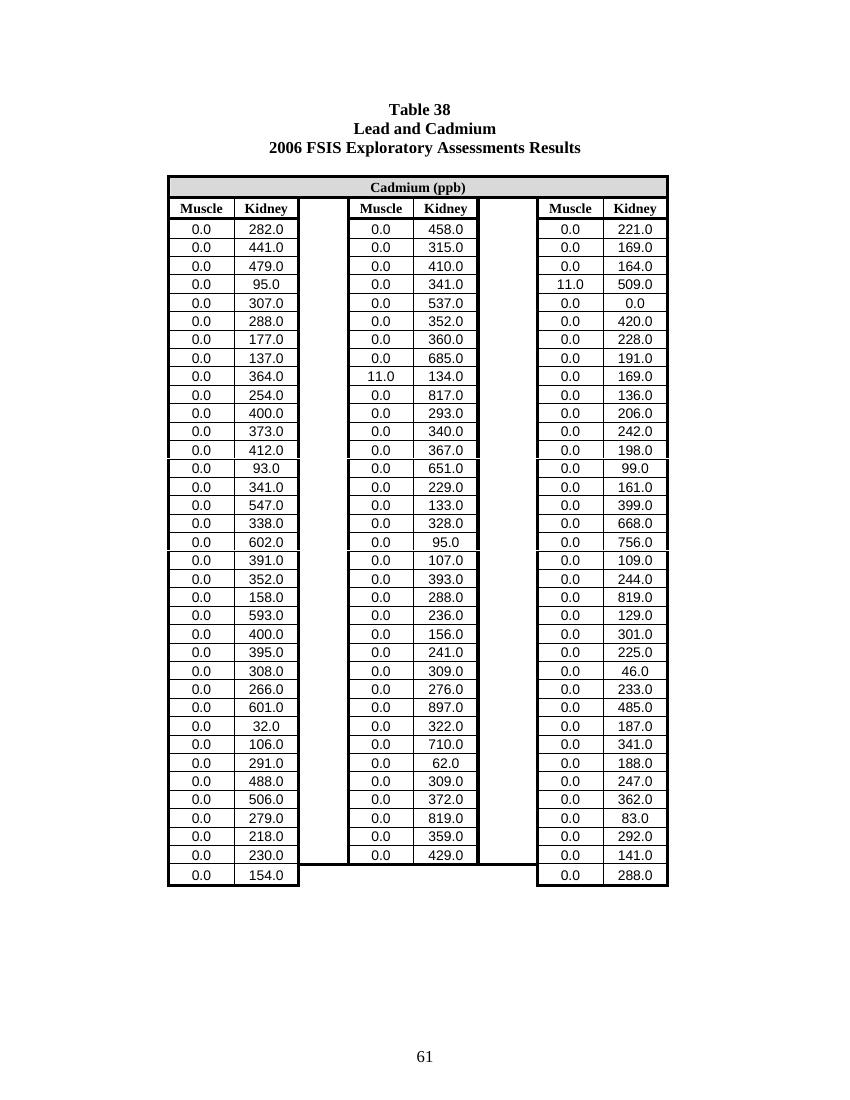 Table 38
Lead and Cadmium
2006 FSIS Exploratory Assessments Results
Cadmium (ppb)
Muscle Kidney Muscle Kidney Muscle Kidney
0.0 282.0 0.0 458.0 0.0 221.0
0.0 441.0 0.0 315.0 0.0 169.0
0.0 479.0 0.0 410.0 0.0 164.0
0.0 95.0 0.0 341.0 11.0 509.0
0.0 307.0 0.0 537.0 0.0 0.0
0.0 288.0 0.0 352.0 0.0 420.0
0.0 177.0 0.0 360.0 0.0 228.0
0.0 137.0 0.0 685.0 0.0 191.0
0.0 364.0 11.0 134.0 0.0 169.0
0.0 254.0 0.0 817.0 0.0 136.0
0.0 400.0 0.0 293.0 0.0 206.0
0.0 373.0 0.0 340.0 0.0 242.0
0.0 412.0 0.0 367.0 0.0 198.0
0.0 93.0 0.0 651.0 0.0 99.0
0.0 341.0 0.0 229.0 0.0 161.0
0.0 547.0 0.0 133.0 0.0 399.0
0.0 338.0 0.0 328.0 0.0 668.0
0.0 602.0 0.0 95.0 0.0 756.0
0.0 391.0 0.0 107.0 0.0 109.0
0.0 352.0 0.0 393.0 0.0 244.0
0.0 158.0 0.0 288.0 0.0 819.0
0.0 593.0 0.0 236.0 0.0 129.0
0.0 400.0 0.0 156.0 0.0 301.0
0.0 395.0 0.0 241.0 0.0 225.0
0.0 308.0 0.0 309.0 0.0 46.0
0.0 266.0 0.0 276.0 0.0 233.0
0.0 601.0 0.0 897.0 0.0 485.0
0.0 32.0 0.0 322.0 0.0 187.0
0.0 106.0 0.0 710.0 0.0 341.0
0.0 291.0 0.0 62.0 0.0 188.0
0.0 488.0 0.0 309.0 0.0 247.0
0.0 506.0 0.0 372.0 0.0 362.0
0.0 279.0 0.0 819.0 0.0 83.0
0.0 218.0 0.0 359.0 0.0 292.0
0.0 230.0 0.0 429.0 0.0 141.0
0.0 154.0 0.0 288.0
61